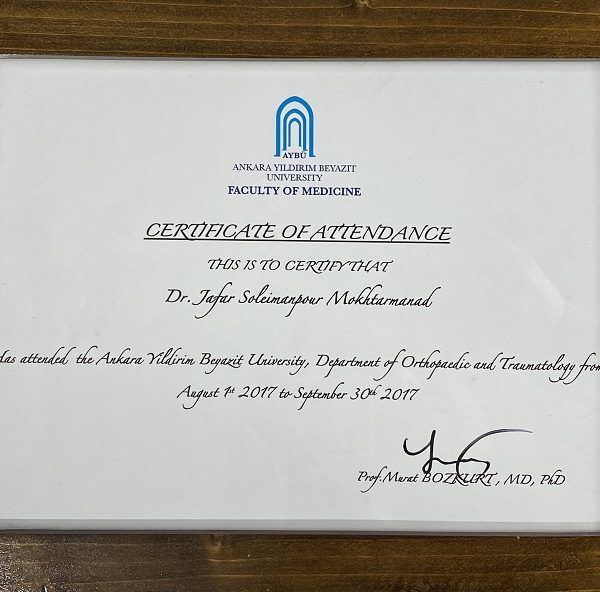 AYBÜ
ANKARA YILDIRIM BEYAZIT
UNIVERSITY
FACULTY OF MEDICINE
CERTIFICATE OF ATTENDANCE
THIS IS TO CERTIFY THAT
Dr. Jafar Soleimanpour Mokhtarmanad
Has attended the Ankara Yildirim Beyazit University, Department of Orthopaedic and Traumatology from
August 1st 2017 to September 30th 2017
Prof.Murat BOZKURT, MD, PhD